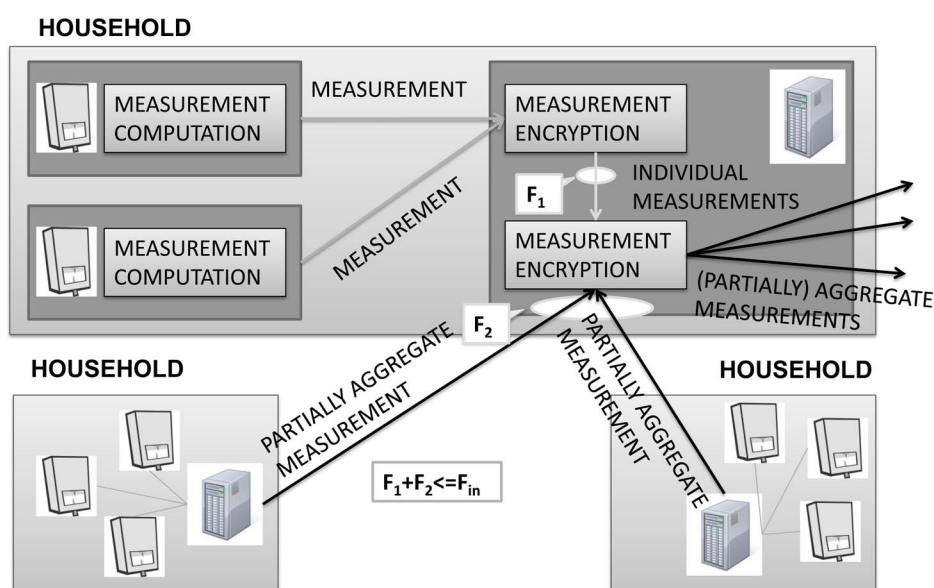 HOUSEHOLD
MEASUREMENT
COMPUTATION
MEASUREMENT
MEASUREMENT
ENCRYPTION
F1
INDIVIDUAL
MEASUREMENTS
MEASUREMENT
COMPUTATION
MEASUREMENT
MEASUREMENT
ENCRYPTION
(PARTIALLY) AGGREGATE
MEASUREMENTS
F2
HOUSEHOLD
PARTIALLY AGGREGATE
MEASUREMENT
PARTIALLY AGGREGATE
MEASUREMENT
HOUSEHOLD
F1+F2<=Fin